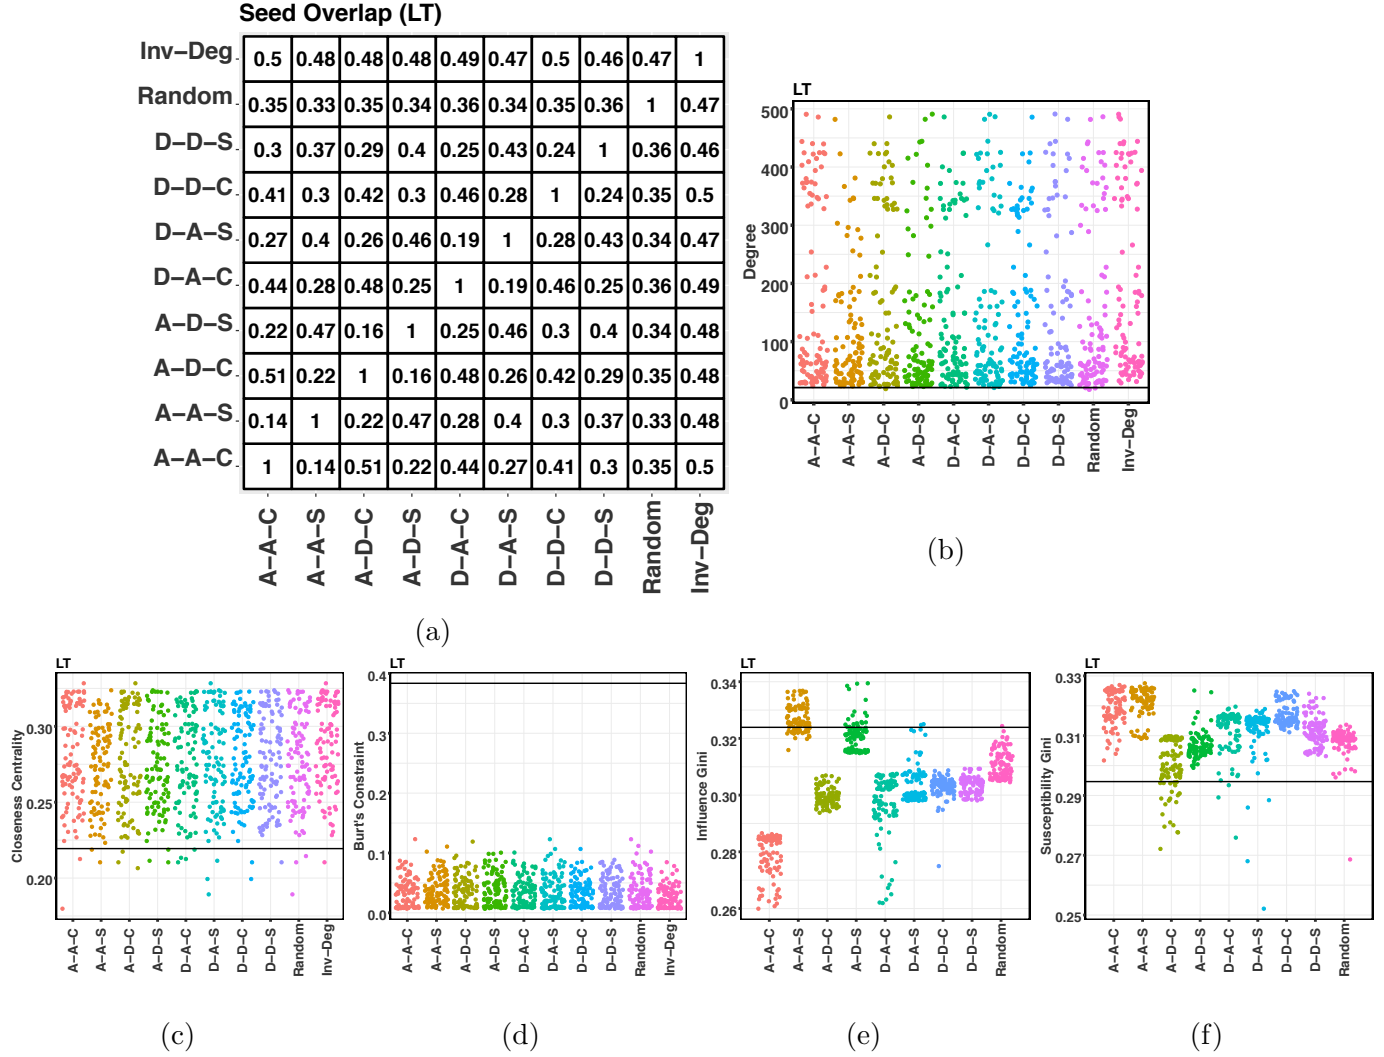 Seed Overlap (LT)
Inv−Deg 0.5 0.48 0.48 0.48 0.49 0.47 0.5 0.46 0.47 1
Random 0.35 0.33 0.35 0.34 0.36 0.34 0.35 0.36 1 0.47
D−D−S 0.3 0.37 0.29 0.4 0.25 0.43 0.24 1 0.36 0.46
D−D−C 0.41 0.3 0.42 0.3 0.46 0.28 1 0.24 0.35 0.5
D−A−S 0.27 0.4 0.26 0.46 0.19 1 0.28 0.43 0.34 0.47
D−A−C 0.44 0.28 0.48 0.25 1 0.19 0.46 0.25 0.36 0.49
A−D−S 0.22 0.47 0.16 1 0.25 0.46 0.3 0.4 0.34 0.48
A−D−C 0.51 0.22 1 0.16 0.48 0.26 0.42 0.29 0.35 0.48
A−A−S 0.14 1 0.22 0.47 0.28 0.4 0.3 0.37 0.33 0.48
A−A−C 1 0.14 0.51 0.22 0.44 0.27 0.41 0.3 0.35 0.5
A−A−C A−A−S A−D−C A−D−S D−A−C D−A−S D−D−C D−D−S Random Inv−Deg
(a)
LT
Degree
500
400
300
200
100
0
A−A−C A−A−S A−D−C A−D−S D−A−C D−A−S D−D−C D−D−S Random Inv−Deg
(b)
LT
Closeness Centrality
0.30
0.25
0.20
A−A−C A−A−S A−D−C A−D−S D−A−C D−A−S D−D−C D−D−S Random Inv−Deg
(c)
LT
Burt's Constraint
0.4
0.3
0.2
0.1
0.0
A−A−C A−A−S A−D−C A−D−S D−A−C D−A−S D−D−C D−D−S Random Inv−Deg
(d)
LT
Influence Gini
0.34
0.32
0.30
0.28
0.26
A−A−C A−A−S A−D−C A−D−S D−A−C D−A−S D−D−C D−D−S Random
(e)
LT
Susceptibility Gini
0.33
0.31
0.29
0.27
0.25
A−A−C A−A−S A−D−C A−D−S D−A−C D−A−S D−D−C D−D−S Random
(f)